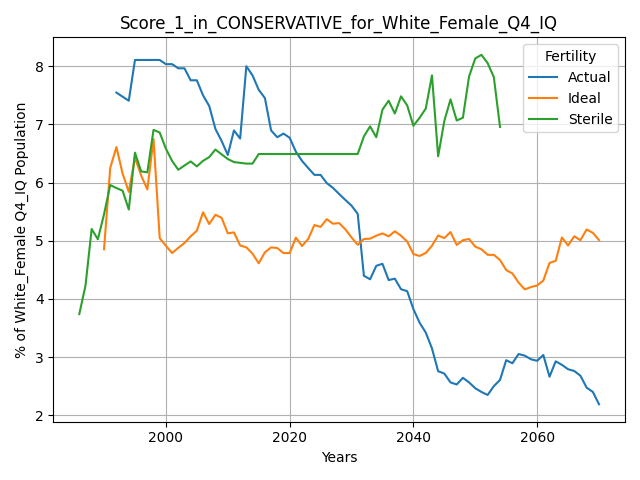 Score_1_in_CONSERVATIVE_for_White_Female_Q4_IQ
Fertility
Actual
Ideal
Sterile
% of White_Female Q4_IQ Population
8
7
6
5
4
3
2
2000 2020 2040 2060
Years